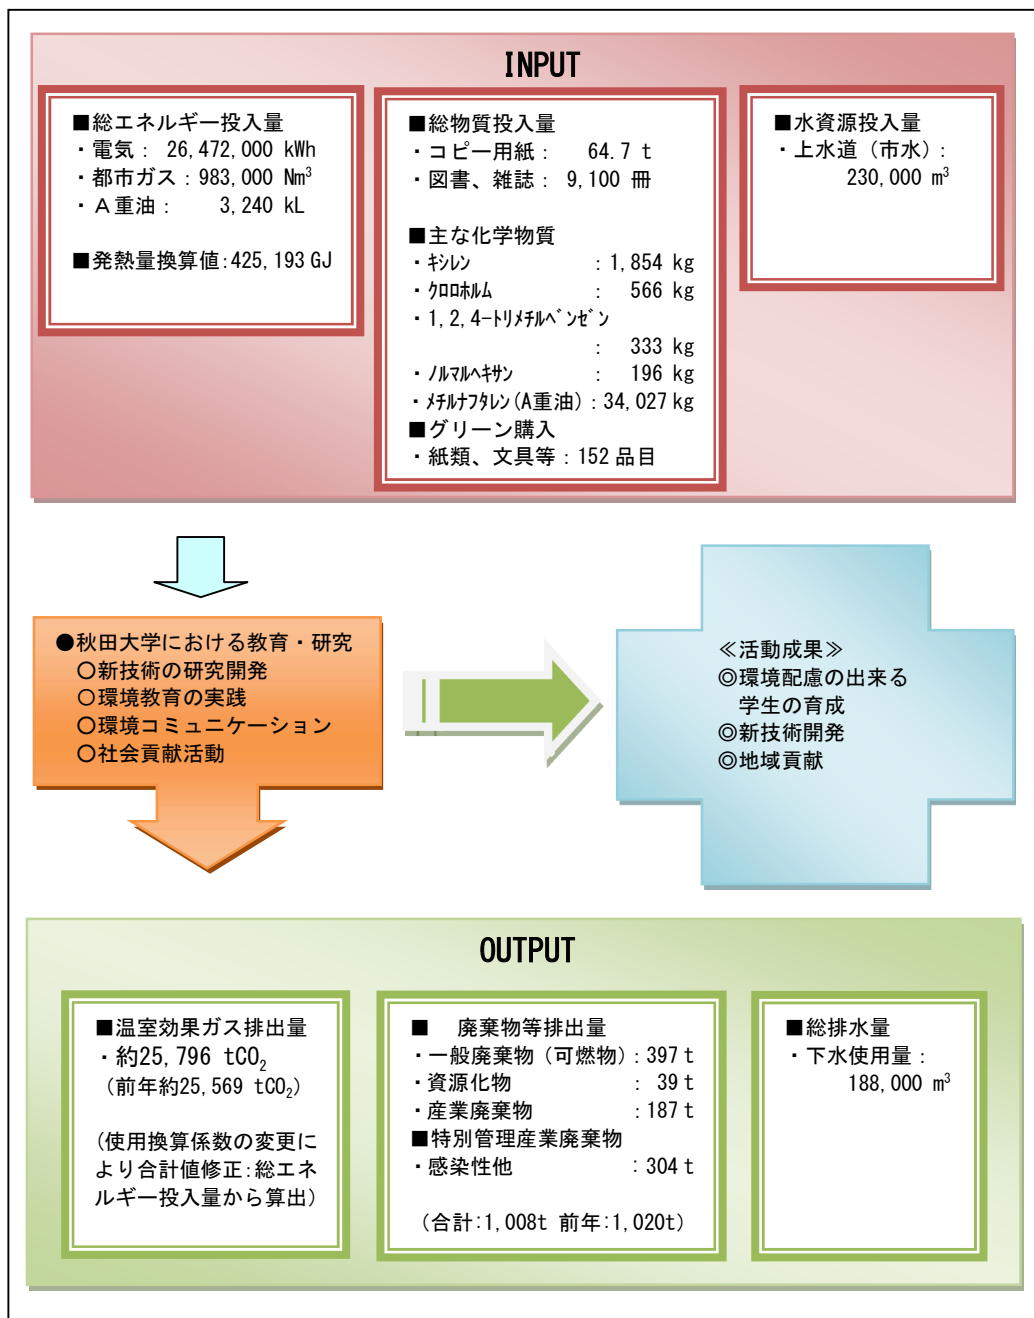 INPUT
■総エネルギー投入量
・電気： 26,472,000 kWh
・都市ガス：983,000 Nm³
・Ａ重油： 3,240 kL
■発熱量換算値:425,193 GJ
■総物質投入量
・コピー用紙： 64.7 t
・図書、雑誌： 9,100 冊
■主な化学物質
・ｷｼﾚﾝ : 1,854 kg
・ｸﾛﾛﾎﾙﾑ : 566 kg
・1,2,4−ﾄﾘﾒﾁﾙﾍﾞﾝｾﾞﾝ
: 333 kg
・ﾉﾙﾏﾙﾍｷｻﾝ : 196 kg
・ﾒﾁﾙﾅﾌﾀﾚﾝ(A重油) : 34,027 kg
■グリーン購入
・紙類、文具等：152 品目
■水資源投入量
・上水道（市水）：
230,000 m³
●秋田大学における教育・研究
○新技術の研究開発
○環境教育の実践
○環境コミュニケーション
○社会貢献活動
≪活動成果≫
◎環境配慮の出来る
学生の育成
◎新技術開発
◎地域貢献
OUTPUT
■温室効果ガス排出量
・約25,796 tCO₂
（前年約25,569 tCO₂）
(使用換算係数の変更に
より合計値修正:総エネ
ルギー投入量から算出)
■ 廃棄物等排出量
・一般廃棄物（可燃物）：397 t
・資源化物 : 39 t
・産業廃棄物 : 187 t
■特別管理産業廃棄物
・感染性他 : 304 t
（合計:1,008t 前年:1,020t）
■総排水量
・下水使用量：
188,000 m³